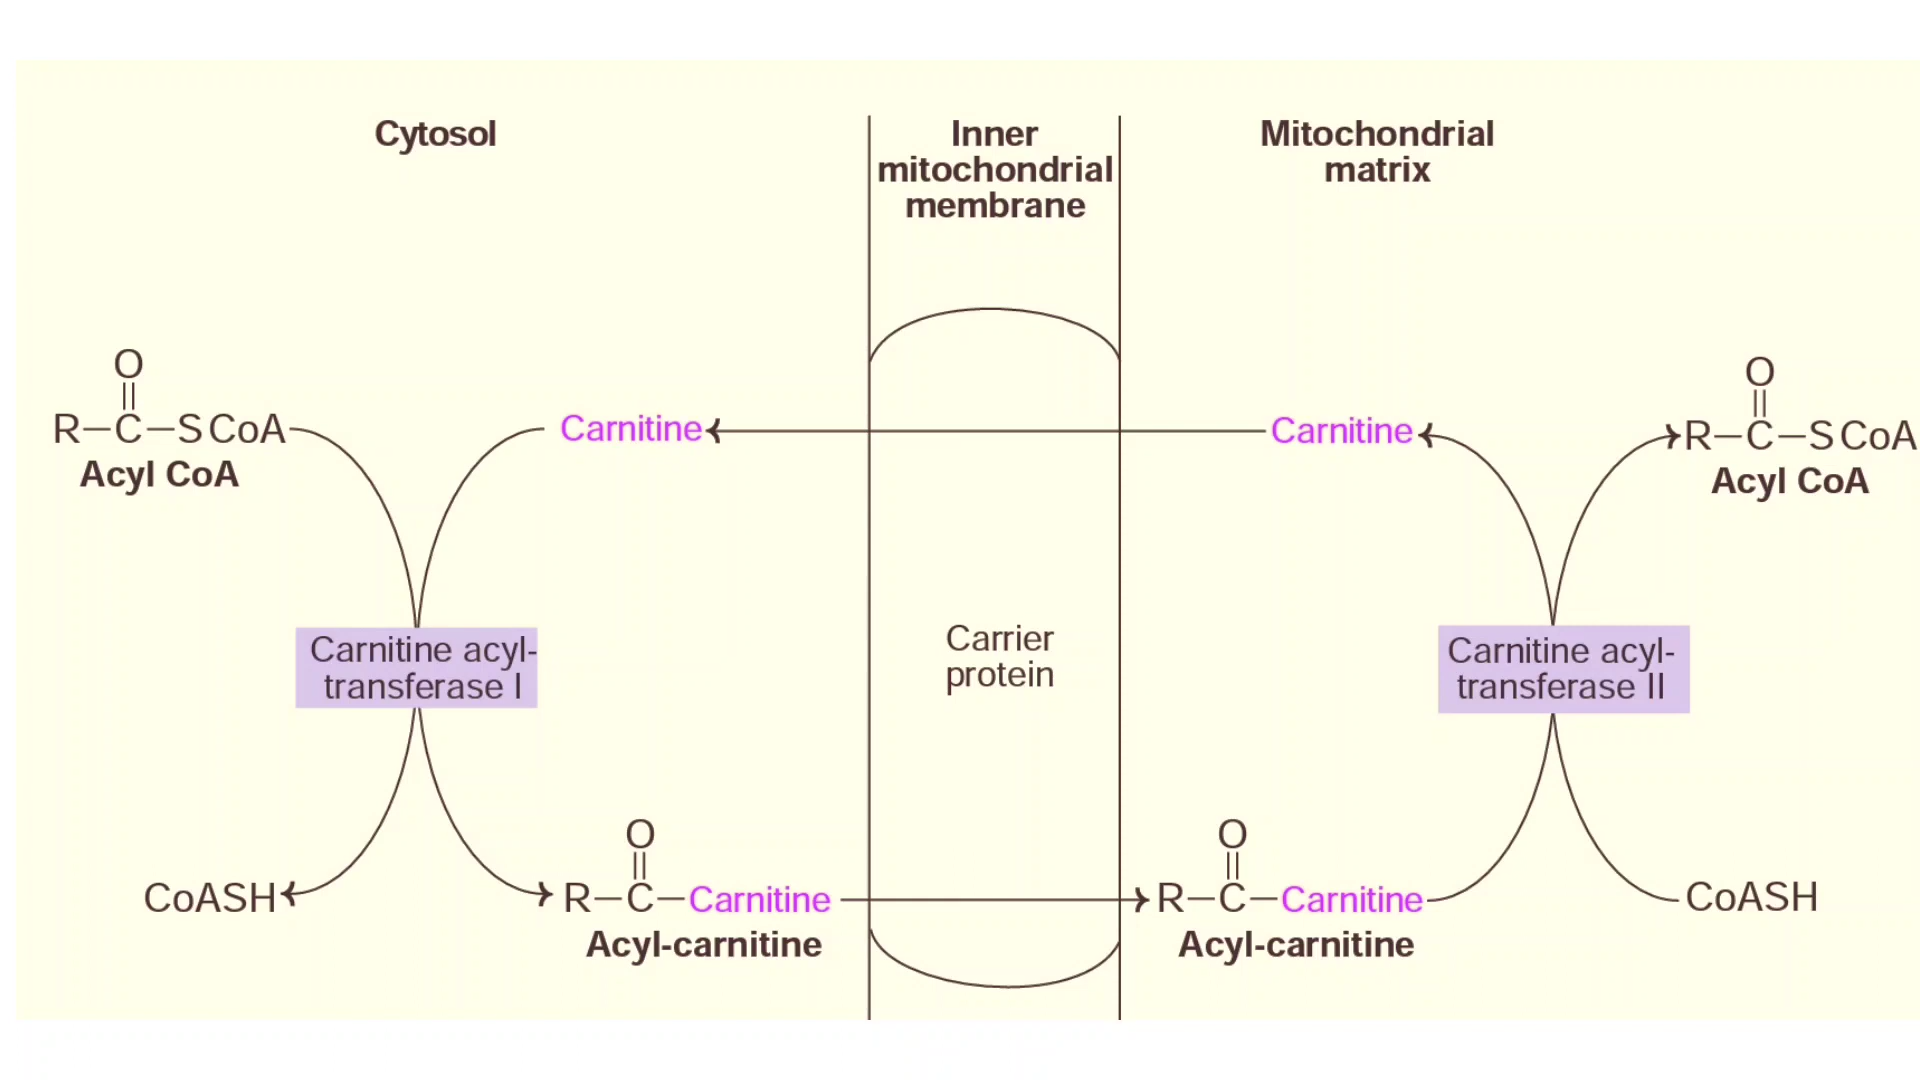 Cytosol
Inner
mitochondrial
membrane
Mitochondrial
matrix
O
R—C—SCoA
Acyl CoA
Carnitine
Carnitine
O
R—C—SCoA
Acyl CoA
Carnitine acyl-
transferase I
Carrier
protein
Carnitine acyl-
transferase II
CoASH
O
R—C—Carnitine
Acyl-carnitine
O
R—C—Carnitine
Acyl-carnitine
CoASH